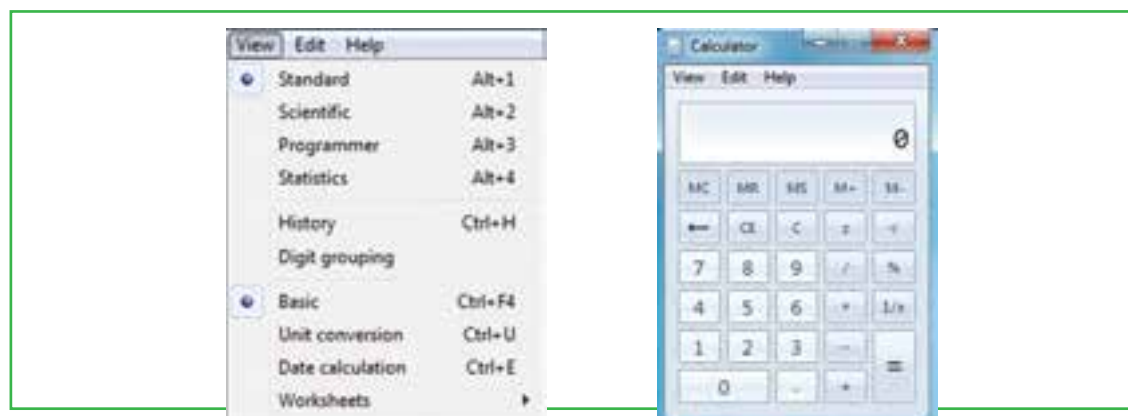 View Edit Help
Standard Alt+1
Scientific Alt+2
Programmer Alt+3
Statistics Alt+4
History Ctrl+H
Digit grouping
Basic Ctrl+F4
Unit conversion Ctrl+U
Date calculation Ctrl+E
Worksheets
Calculator
View Edit Help
0
MC MR MS M+ M-
← CE C ± √
7 8 9 / %
4 5 6 * 1/x
1 2 3 - =
0 . +